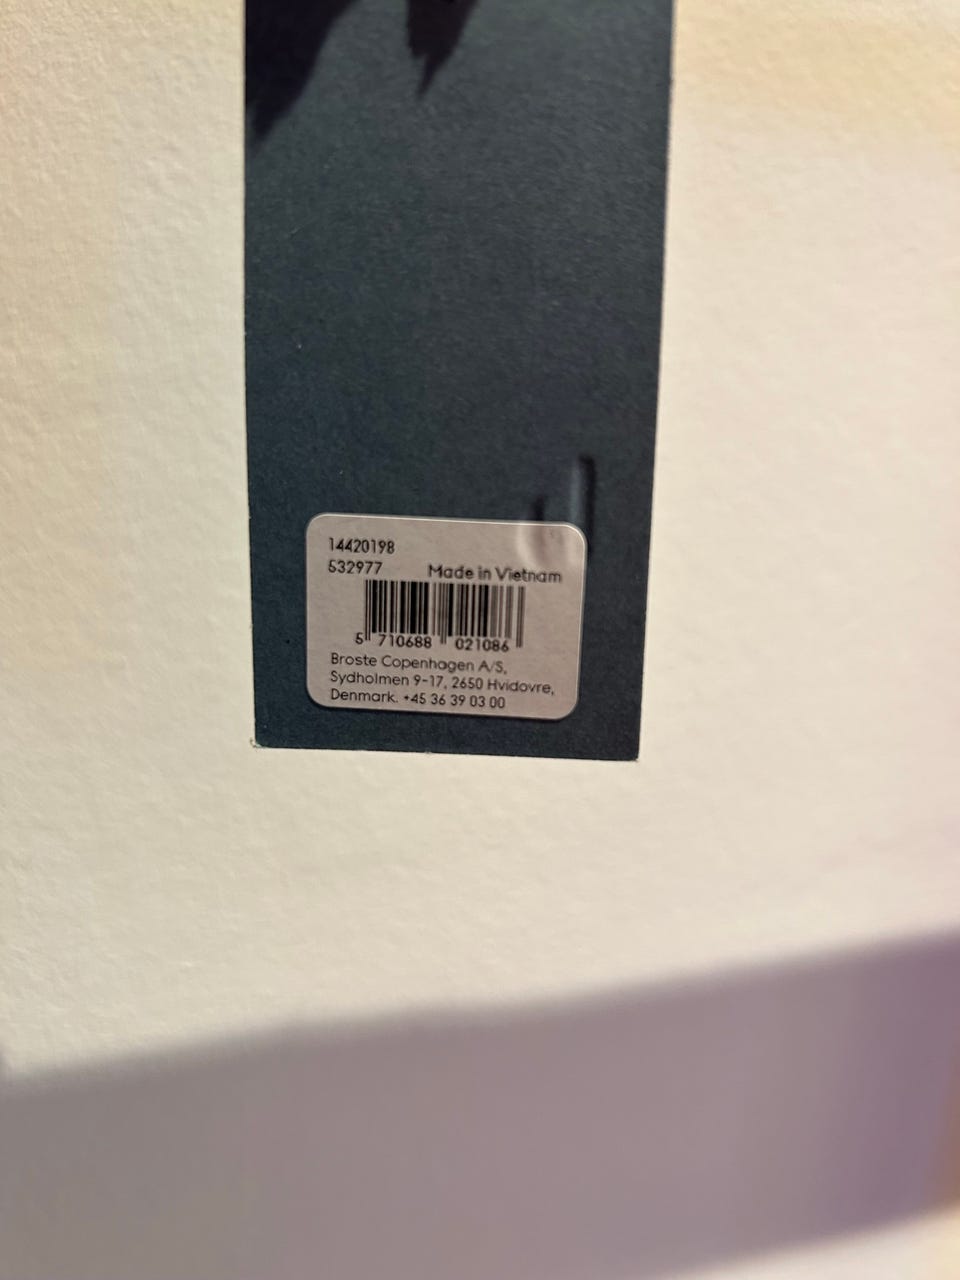 14420198
532977 Made in Vietnam
5 710688 021086
Broste Copenhagen A/S,
Sydholmen 9-17, 2650 Hvidovre,
Denmark. +45 36 39 03 00